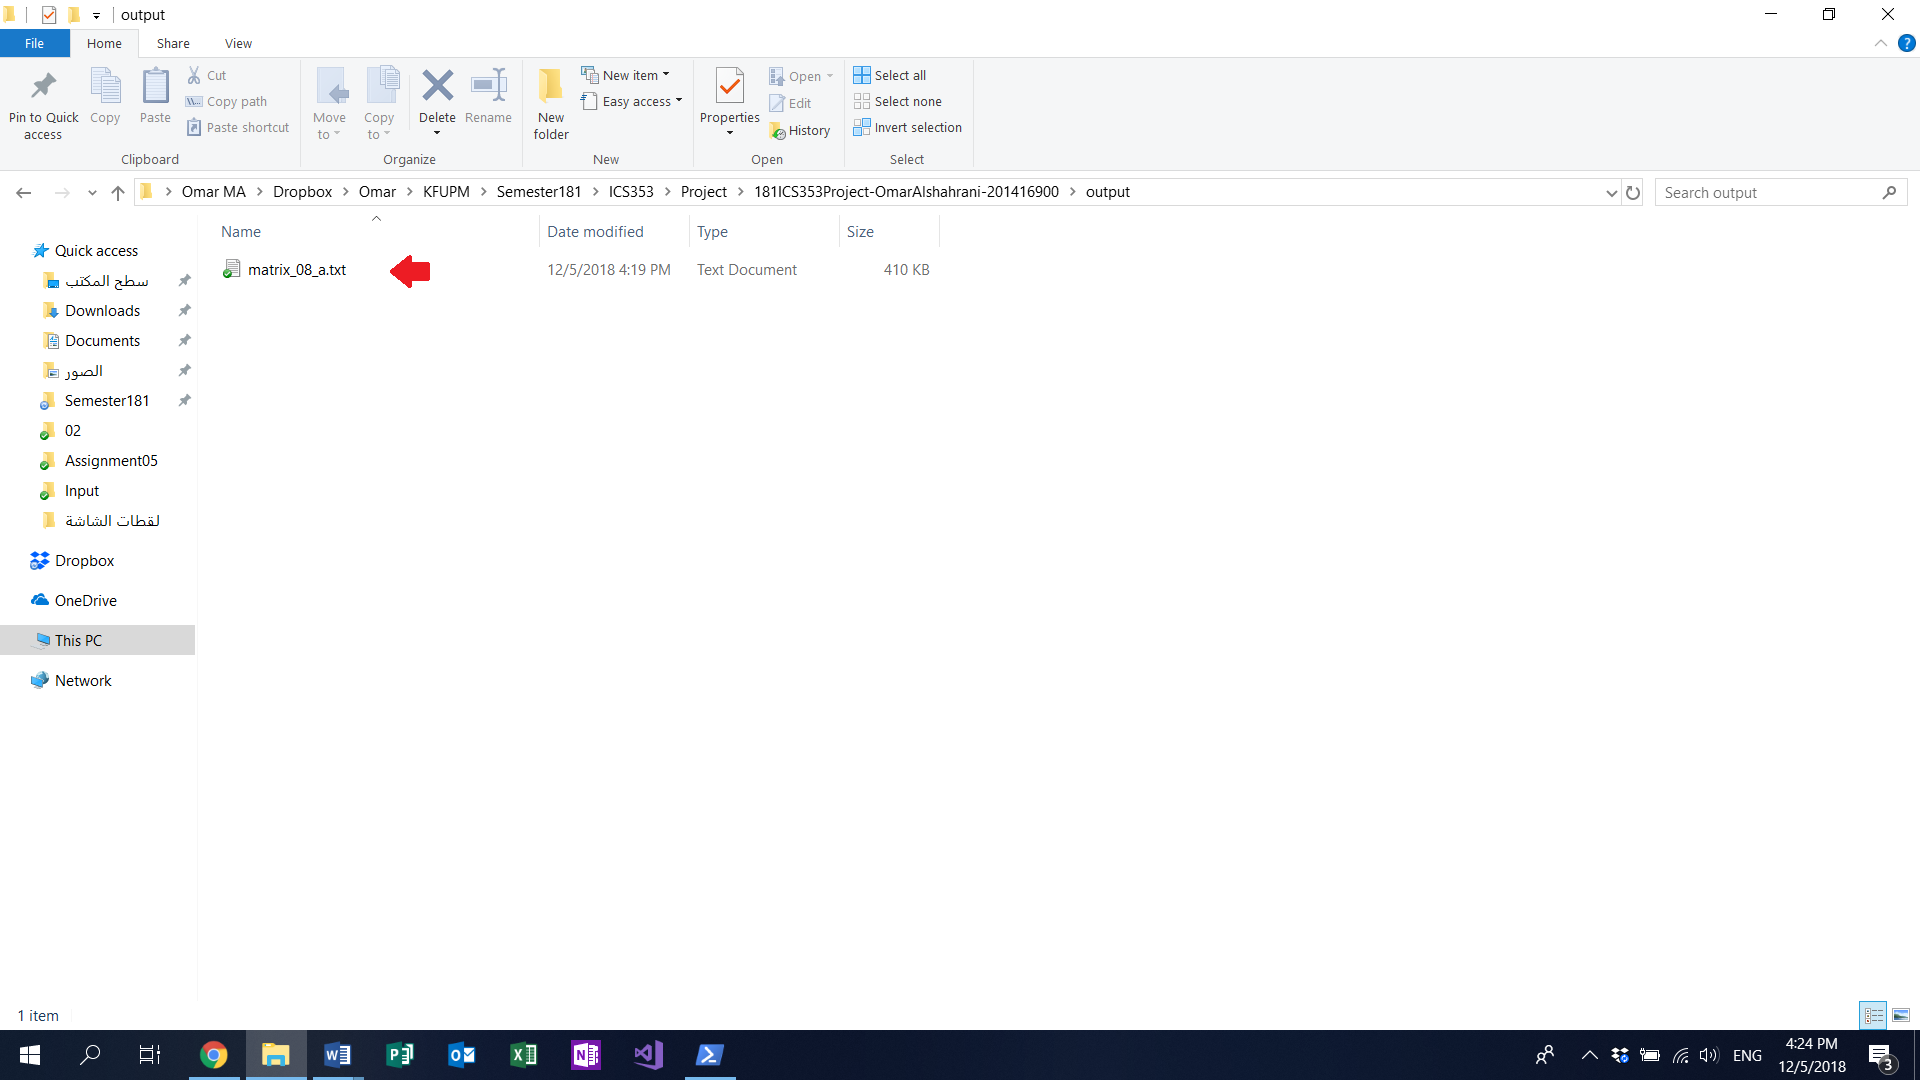 output
File Home Share View
Pin to Quick access
Copy
Paste
Cut
Copy path
Paste shortcut
Clipboard
Move to
Copy to
Delete
Rename
Organize
New folder
New item
Easy access
New
Properties
Open
Edit
History
Open
Select all
Select none
Invert selection
Select
Omar MA > Dropbox > Omar > KFUPM > Semester181 > ICS353 > Project > 181ICS353Project-OmarAlshahrani-201416900 > output
Search output
Name Date modified Type Size
matrix_08_a.txt 12/5/2018 4:19 PM Text Document 410 KB
Quick access
سطح المكتب
Downloads
Documents
الصور
Semester181
02
Assignment05
Input
لقطات الشاشة
Dropbox
OneDrive
This PC
Network
1 item
ENG
4:24 PM
12/5/2018
3